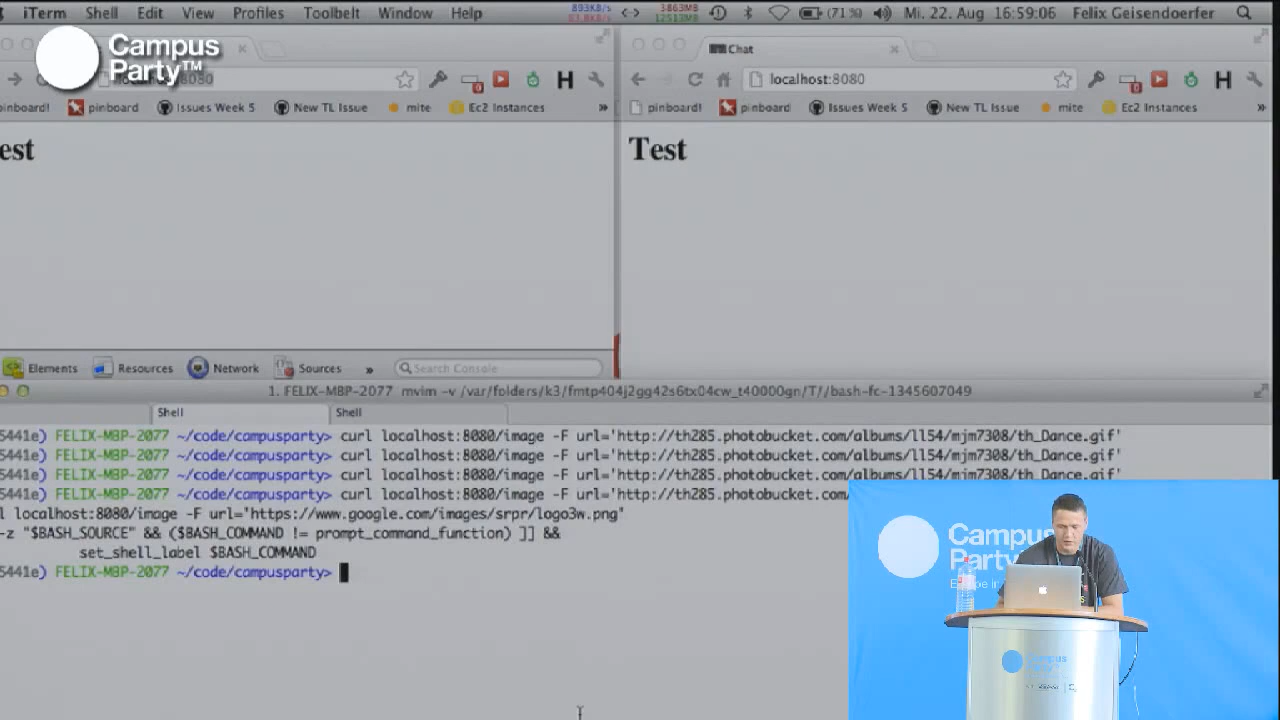 iTerm Shell Edit View Profiles Toolbelt Window Help 893KB/s 3863MB 12513MB (71%) Mi. 22. Aug 16:59:06 Felix Geisendoerfer
Campus
Party™
Chat
localhost:8080
pinboard! pinboard Issues Week 5 New TL Issue mite Ec2 Instances »
pinboard! pinboard Issues Week 5 New TL Issue mite Ec2 Instances »
est
Test
Elements Resources Network Sources » Search Console
1. FELIX-MBP-2077 mvim -v /var/folders/k3/fmtp404j2gg42s6tx04cw_t40000gn/T//bash-fc-1345607049
Shell Shell
5441e) FELIX-MBP-2077 ~/code/campusparty> curl localhost:8080/image -F url='http://th285.photobucket.com/albums/ll54/mjm7308/th_Dance.gif'
5441e) FELIX-MBP-2077 ~/code/campusparty> curl localhost:8080/image -F url='http://th285.photobucket.com/albums/ll54/mjm7308/th_Dance.gif'
5441e) FELIX-MBP-2077 ~/code/campusparty> curl localhost:8080/image -F url='http://th285.photobucket.com/albums/ll54/mjm7308/th_Dance.gif'
5441e) FELIX-MBP-2077 ~/code/campusparty> curl localhost:8080/image -F url='http://th285.photobucket.com/
l localhost:8080/image -F url='https://www.google.com/images/srpr/logo3w.png'
-z "$BASH_SOURCE" && ($BASH_COMMAND != prompt_command_function) ]] &&
set_shell_label $BASH_COMMAND
5441e) FELIX-MBP-2077 ~/code/campusparty>
Campus
Party
Europe in
Campus
Party